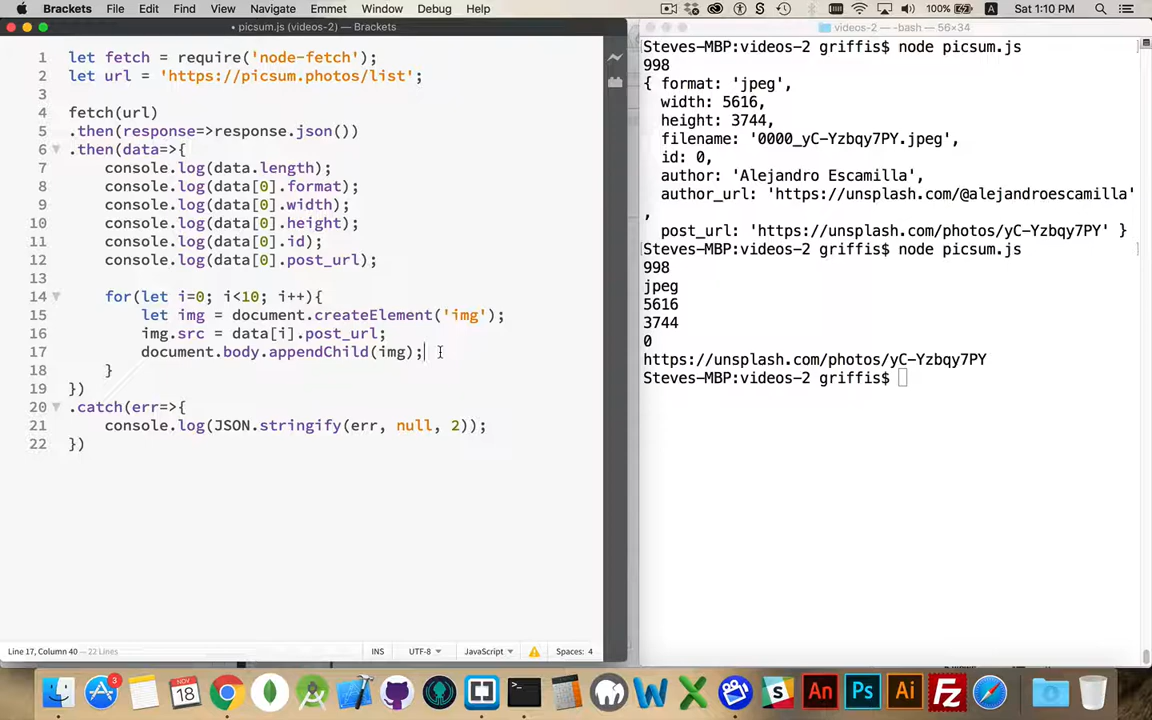 Brackets File Edit Find View Navigate Emmet Window Debug Help 100% A Sat 1:10 PM
• picsum.js (videos-2) — Brackets
videos-2 — -bash — 56×34
1 let fetch = require('node-fetch');
2 let url = 'https://picsum.photos/list';
3
4 fetch(url)
5 .then(response=>response.json())
6 .then(data=>{
7 console.log(data.length);
8 console.log(data[0].format);
9 console.log(data[0].width);
10 console.log(data[0].height);
11 console.log(data[0].id);
12 console.log(data[0].post_url);
13
14 for(let i=0; i<10; i++){
15 let img = document.createElement('img');
16 img.src = data[i].post_url;
17 document.body.appendChild(img);
18 }
19 })
20 .catch(err=>{
21 console.log(JSON.stringify(err, null, 2));
22 })
Line 17, Column 40 — 22 Lines
INS UTF-8 JavaScript Spaces: 4
Steves-MBP:videos-2 griffis$ node picsum.js
998
{ format: 'jpeg',
width: 5616,
height: 3744,
filename: '0000_yC-Yzbqy7PY.jpeg',
id: 0,
author: 'Alejandro Escamilla',
author_url: 'https://unsplash.com/@alejandroescamilla'
,
post_url: 'https://unsplash.com/photos/yC-Yzbqy7PY' }
Steves-MBP:videos-2 griffis$ node picsum.js
998
jpeg
5616
3744
0
https://unsplash.com/photos/yC-Yzbqy7PY
Steves-MBP:videos-2 griffis$
3
18
An Ps Ai Fz